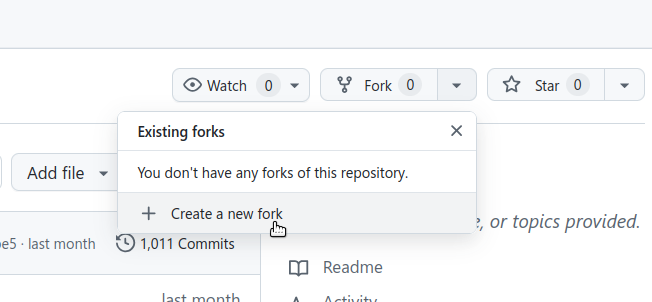 Watch 0 Fork 0 Star 0
Existing forks
You don't have any forks of this repository.
Create a new fork
Add file
or topics provided.
last month 1,011 Commits
Readme
last month
Activity